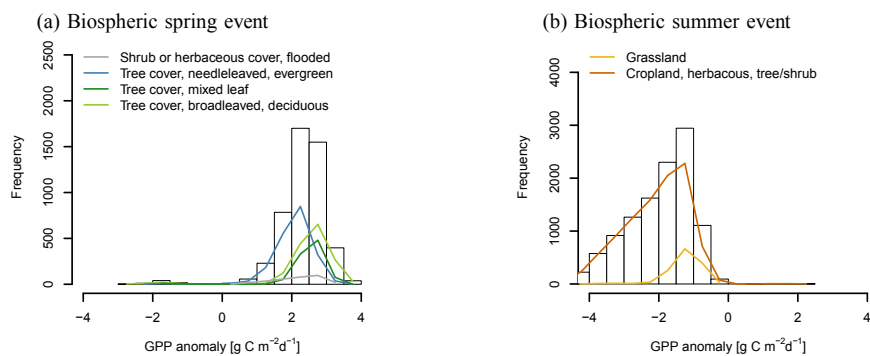 (a) Biospheric spring event
Shrub or herbaceous cover, flooded
Tree cover, needleleaved, evergreen
Tree cover, mixed leaf
Tree cover, broadleaved, deciduous
Frequency
2500
2000
1500
1000
500
0
−4 −2 0 2 4
GPP anomaly [g C m−2d−1]
(b) Biospheric summer event
Grassland
Cropland, herbacous, tree/shrub
Frequency
4000
3000
2000
1000
0
−4 −2 0 2 4
GPP anomaly [g C m−2d−1]